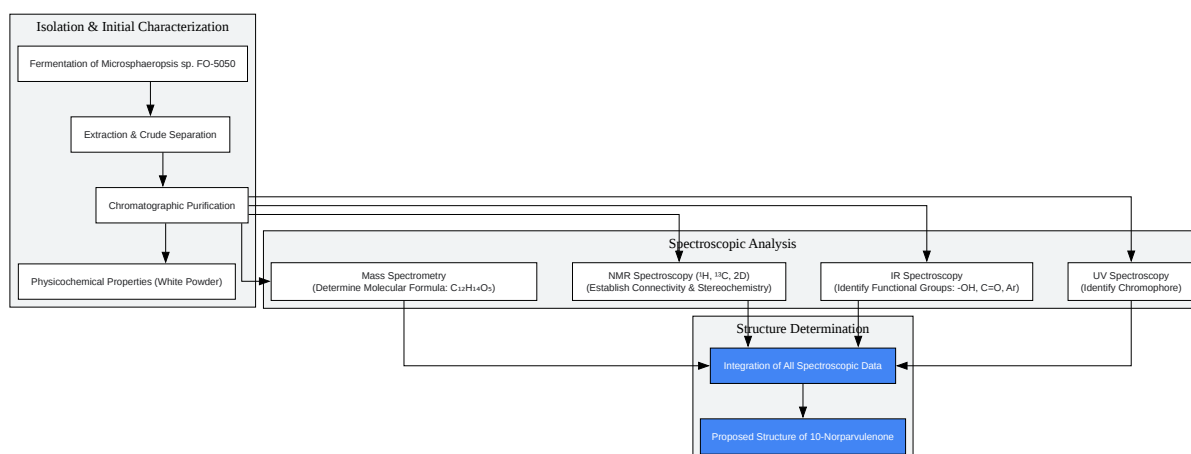 Isolation & Initial Characterization
Fermentation of Microsphaeropsis sp. FO-5050
Extraction & Crude Separation
Chromatographic Purification
Physicochemical Properties (White Powder)
Spectroscopic Analysis
Mass Spectrometry
(Determine Molecular Formula: C₁₂H₁₄O₅)
NMR Spectroscopy (¹H, ¹³C, 2D)
(Establish Connectivity & Stereochemistry)
IR Spectroscopy
(Identify Functional Groups: -OH, C=O, Ar)
UV Spectroscopy
(Identify Chromophore)
Structure Determination
Integration of All Spectroscopic Data
Proposed Structure of 10-Norparvulenone